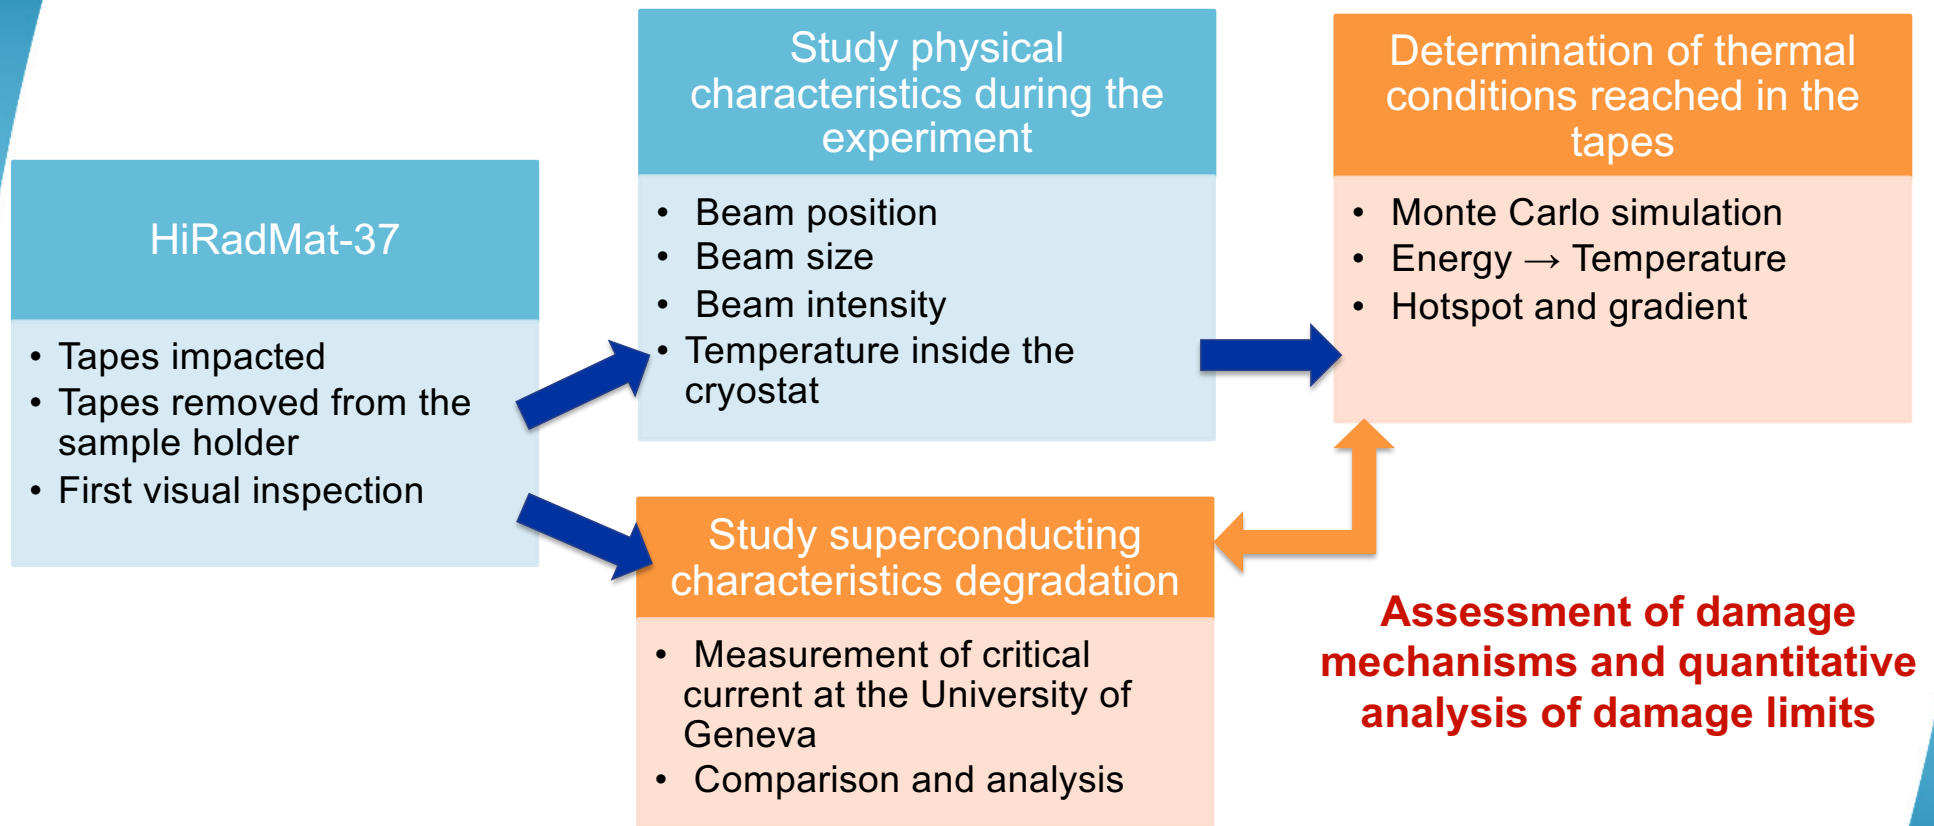 HiRadMat-37
• Tapes impacted
• Tapes removed from the
sample holder
• First visual inspection
Study physical
characteristics during the
experiment
• Beam position
• Beam size
• Beam intensity
• Temperature inside the
cryostat
Determination of thermal
conditions reached in the
tapes
• Monte Carlo simulation
• Energy → Temperature
• Hotspot and gradient
Study superconducting
characteristics degradation
• Measurement of critical
current at the University of
Geneva
• Comparison and analysis
Assessment of damage
mechanisms and quantitative
analysis of damage limits